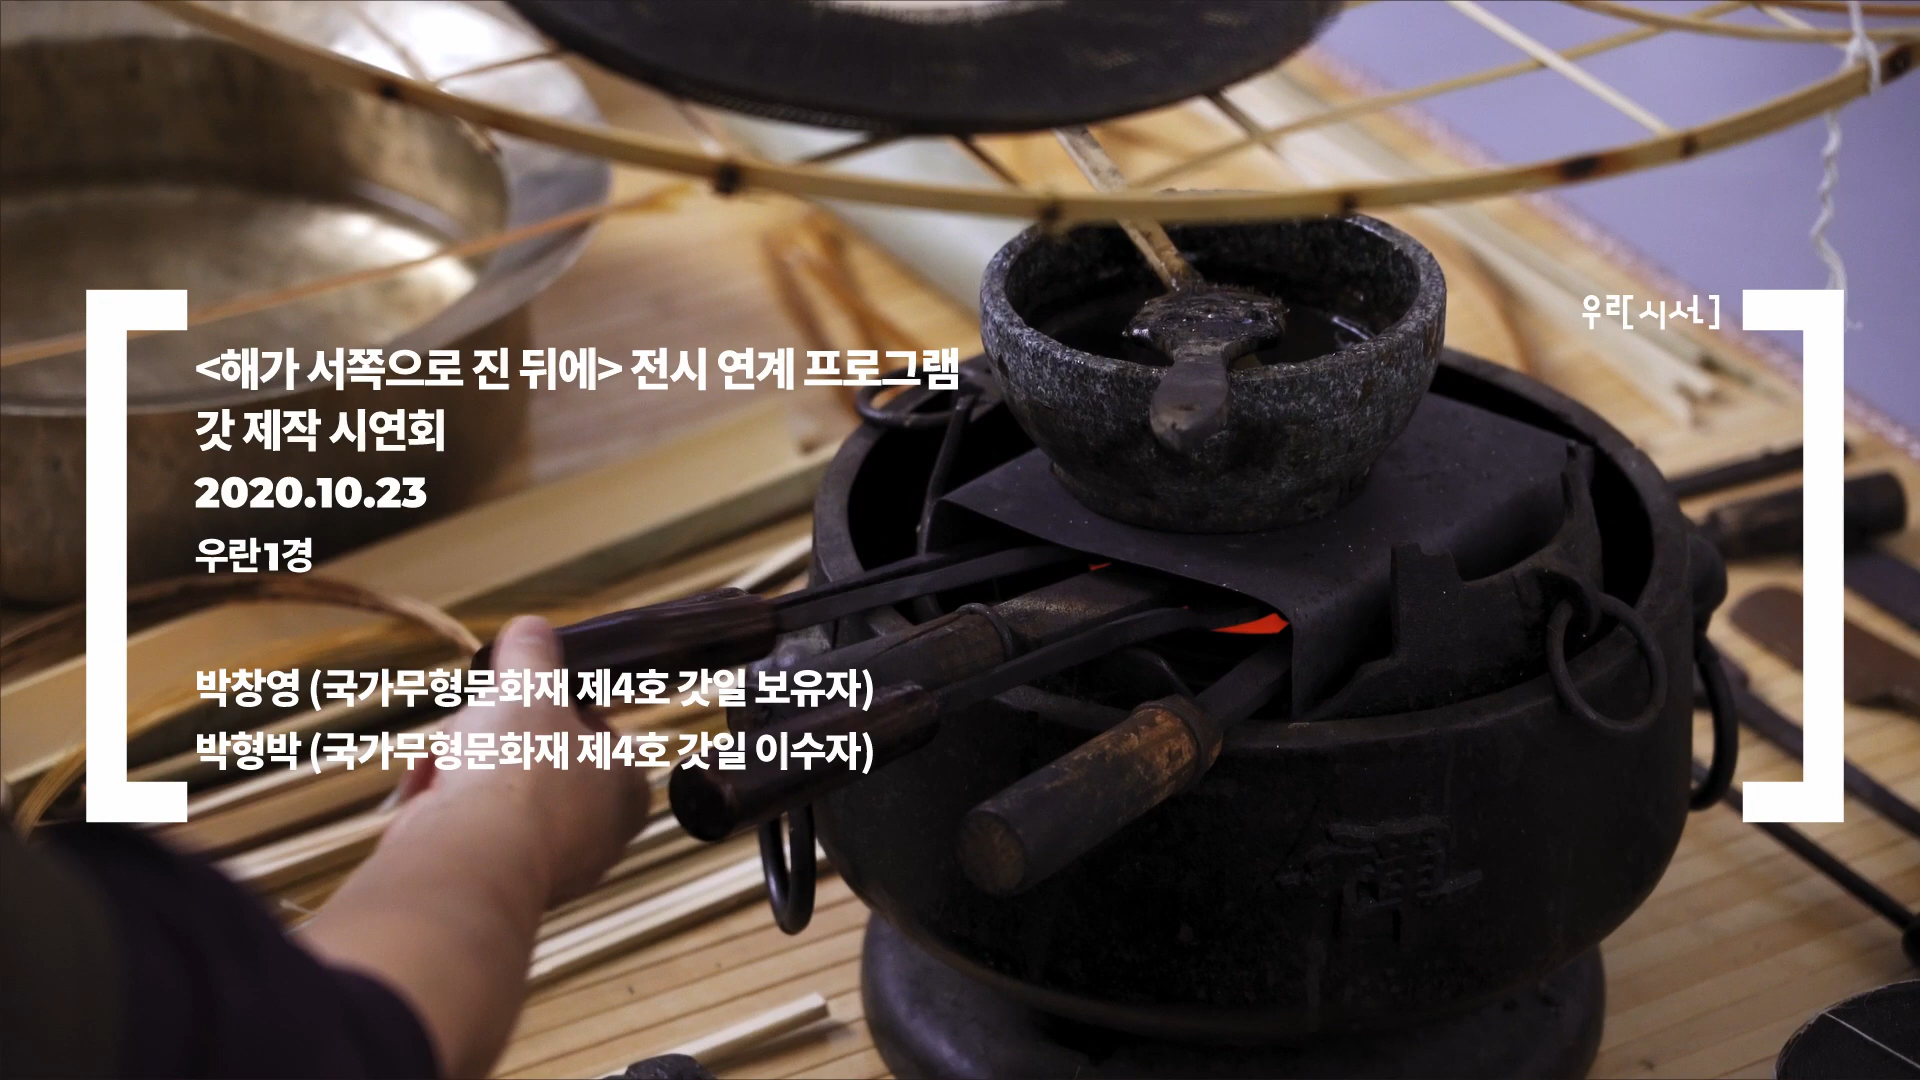 우리[시선]
<해가 서쪽으로 진 뒤에> 전시 연계 프로그램
갓 제작 시연회
2020.10.23
우란1경
박창영 (국가무형문화재 제4호 갓일 보유자)
박형박 (국가무형문화재 제4호 갓일 이수자)